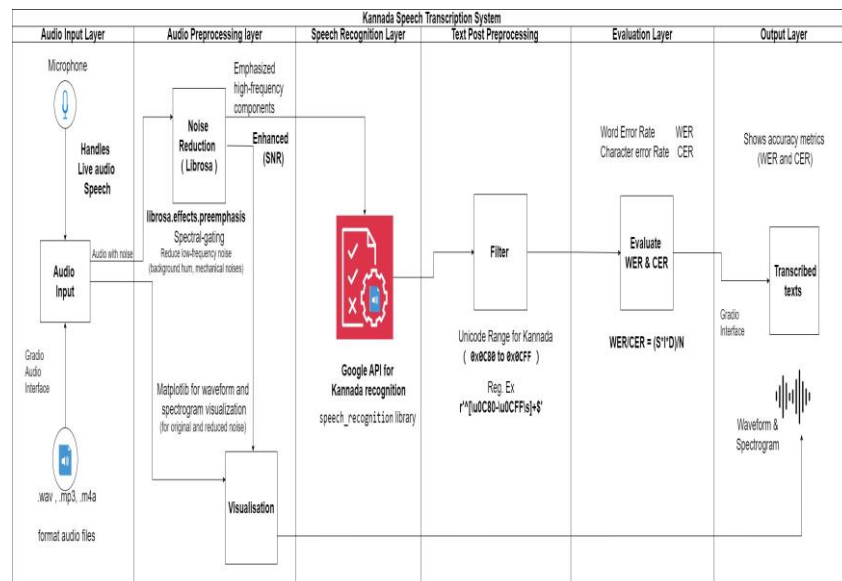 Kannada Speech Transcription System
Audio Input Layer
Audio Preprocessing layer
Speech Recognition Layer
Text Post Preprocessing
Evaluation Layer
Output Layer
Microphone
Handles
Live audio
Speech
Audio
Input
Gradio
Audio
Interface
.wav , .mp3, .m4a
format audio files
Audio with noise
Noise
Reduction
( Librosa )
Emphasized
high-frequency
components
Enhanced
(SNR)
librosa.effects.preemphasis
Spectral-gating
Reduce low-frequency noise
(background hum, mechanical noises)
Matplotlib for waveform and
spectrogram visualization
(for original and reduced noise)
Visualisation
Google API for
Kannada recognition
speech_recognition library
Filter
Unicode Range for Kannada
( 0x0C80 to 0x0CFF )
Reg. Ex
r'^[\u0C80-\u0CFF\s]+$'
Word Error Rate WER
Character error Rate CER
Evaluate
WER & CER
WER/CER = (S*I*D)/N
Shows accuracy metrics
(WER and CER)
Transcribed
texts
Gradio
Interface
Waveform &
Spectrogram